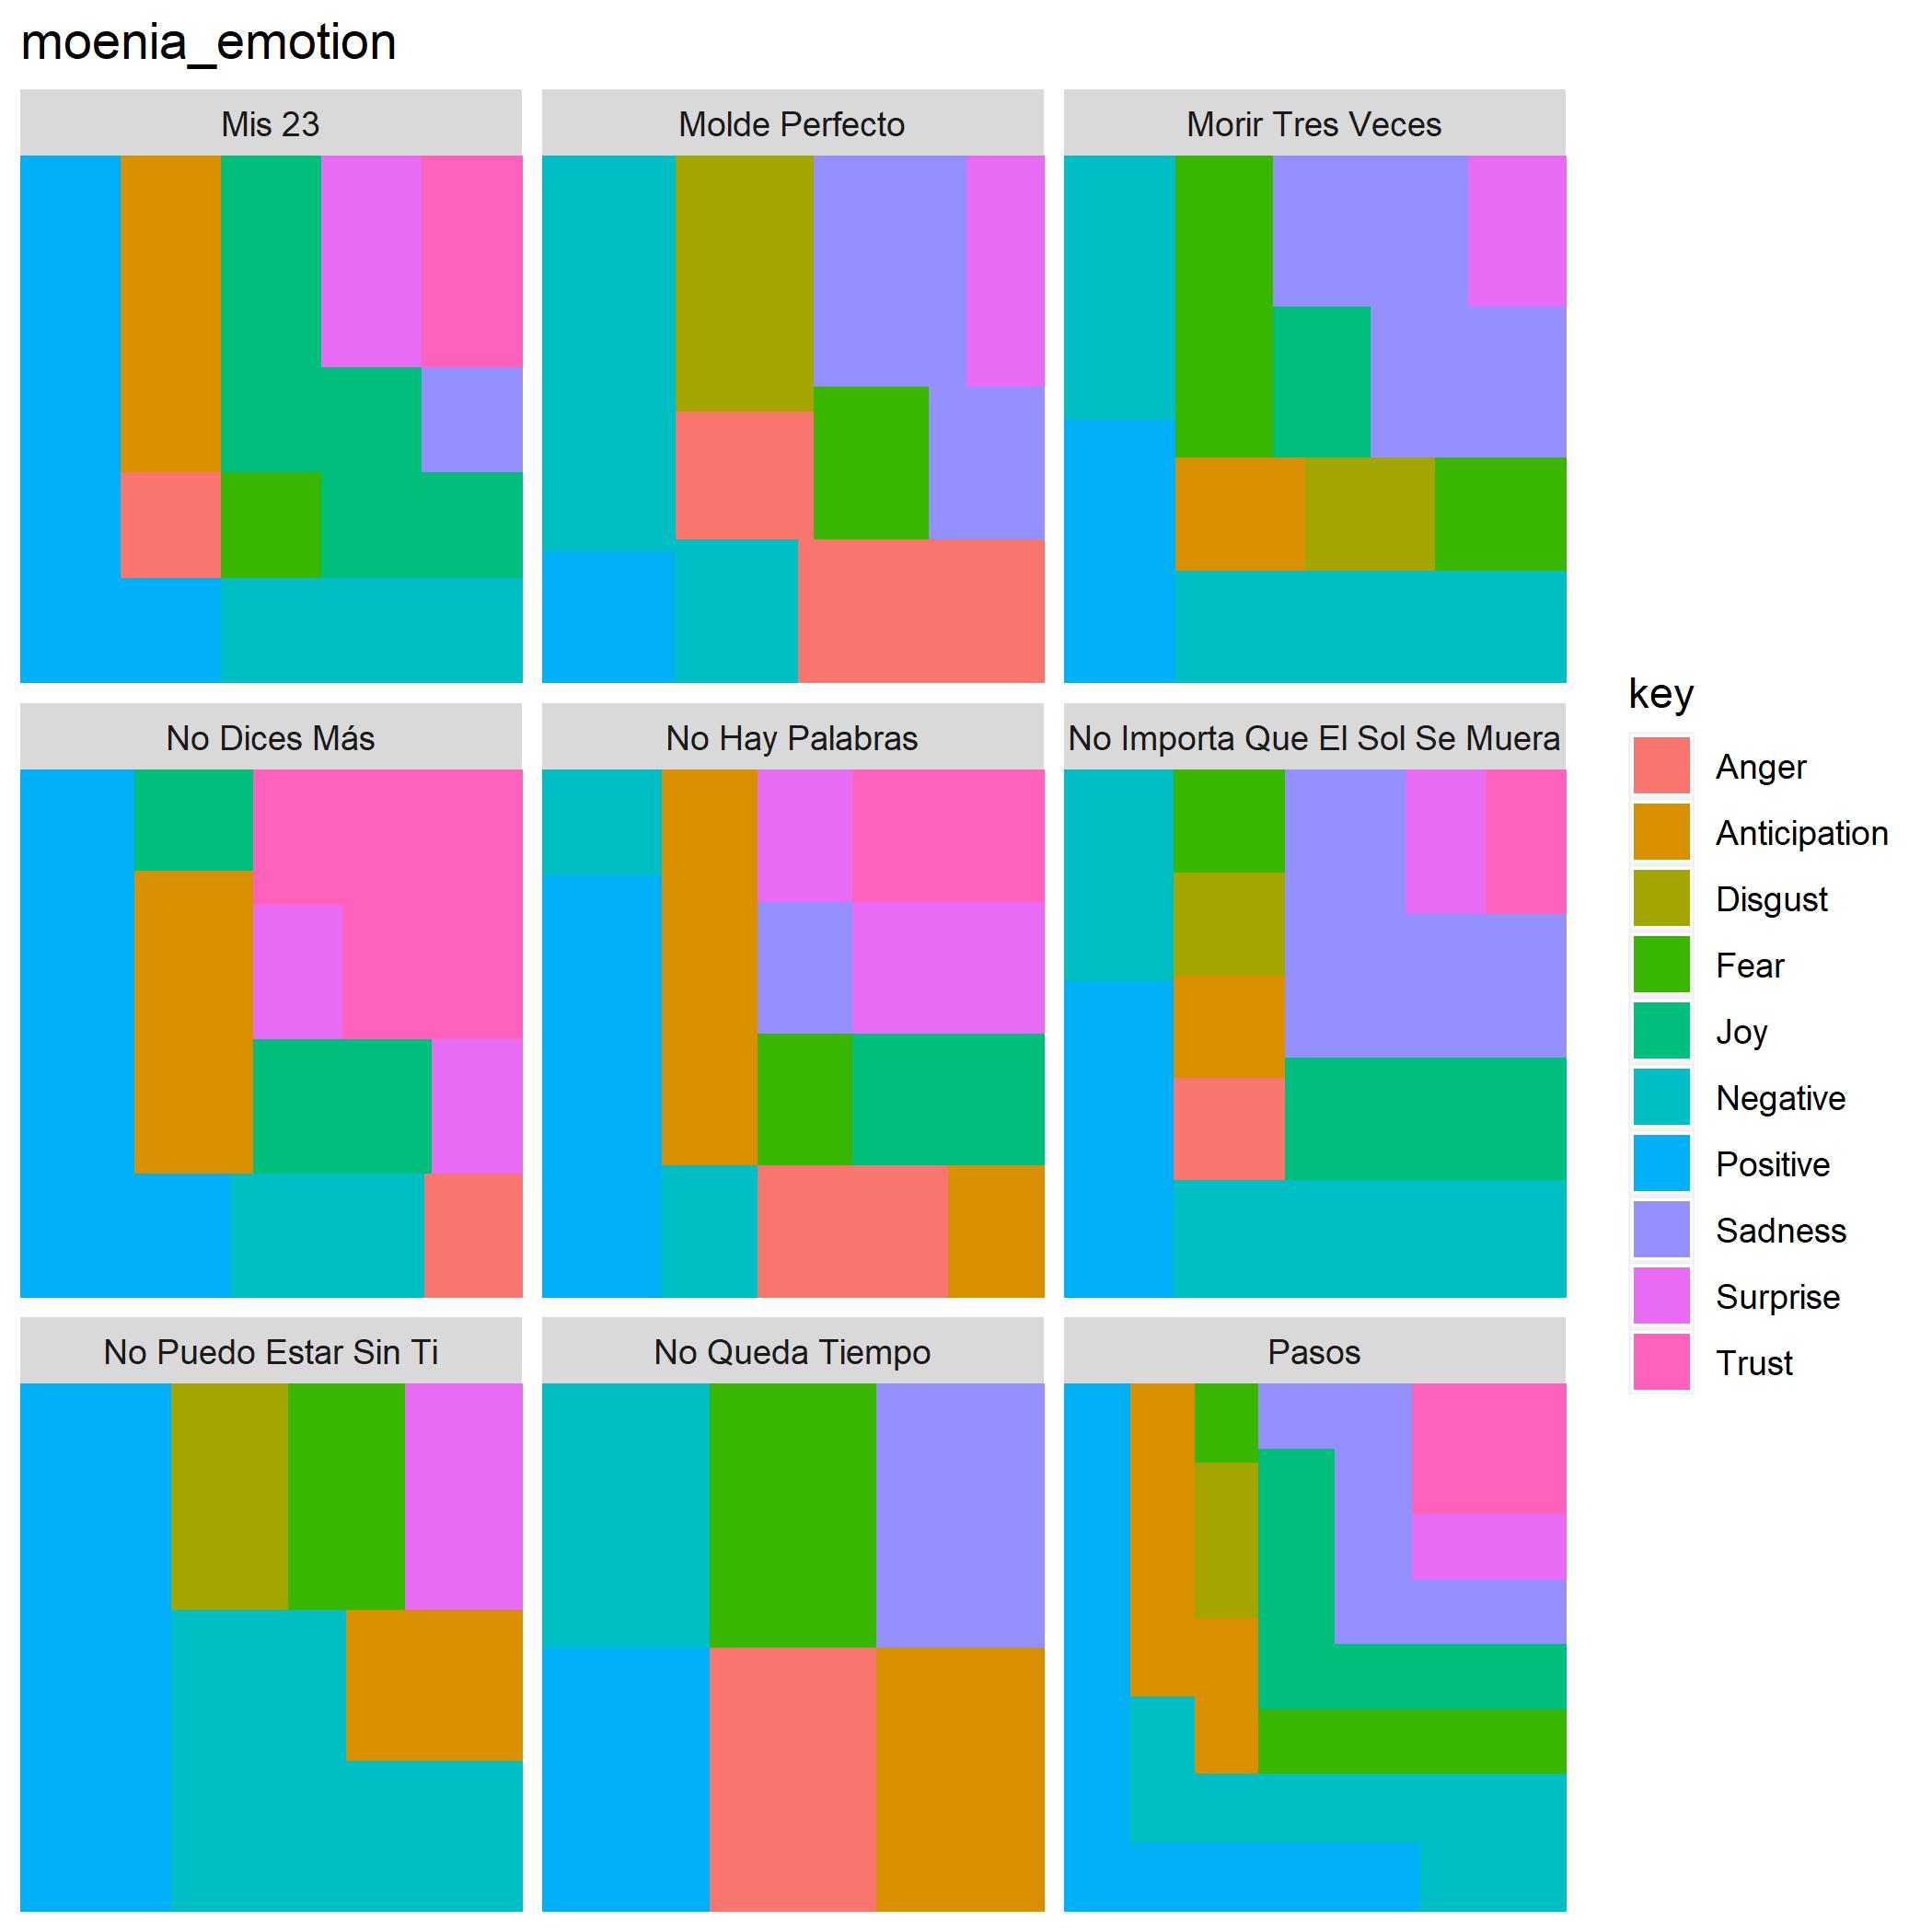 moenia_emotion
Mis 23
Molde Perfecto
Morir Tres Veces
No Dices Más
No Hay Palabras
No Importa Que El Sol Se Muera
No Puedo Estar Sin Ti
No Queda Tiempo
Pasos
key
Anger
Anticipation
Disgust
Fear
Joy
Negative
Positive
Sadness
Surprise
Trust